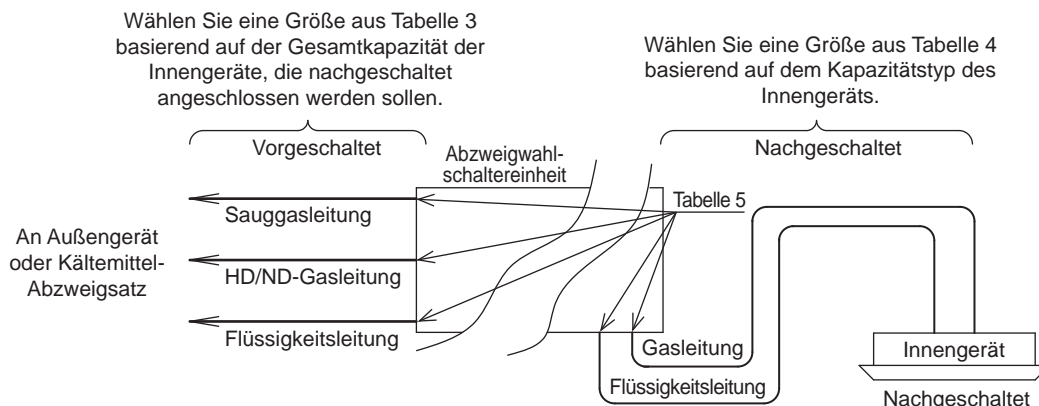 Wählen Sie eine Größe aus Tabelle 3
basierend auf der Gesamtkapazität der
Innengeräte, die nachgeschaltet
angeschlossen werden sollen.
Wählen Sie eine Größe aus Tabelle 4
basierend auf dem Kapazitätstyp des
Innengeräts.
Vorgeschaltet
Abzweigwahl-
schaltereinheit
Nachgeschaltet
Tabelle 5
Sauggasleitung
An Außengerät
oder Kältemittel-
Abzweigsatz
HD/ND-Gasleitung
Flüssigkeitsleitung
Gasleitung
Flüssigkeitsleitung
Innengerät
Nachgeschaltet